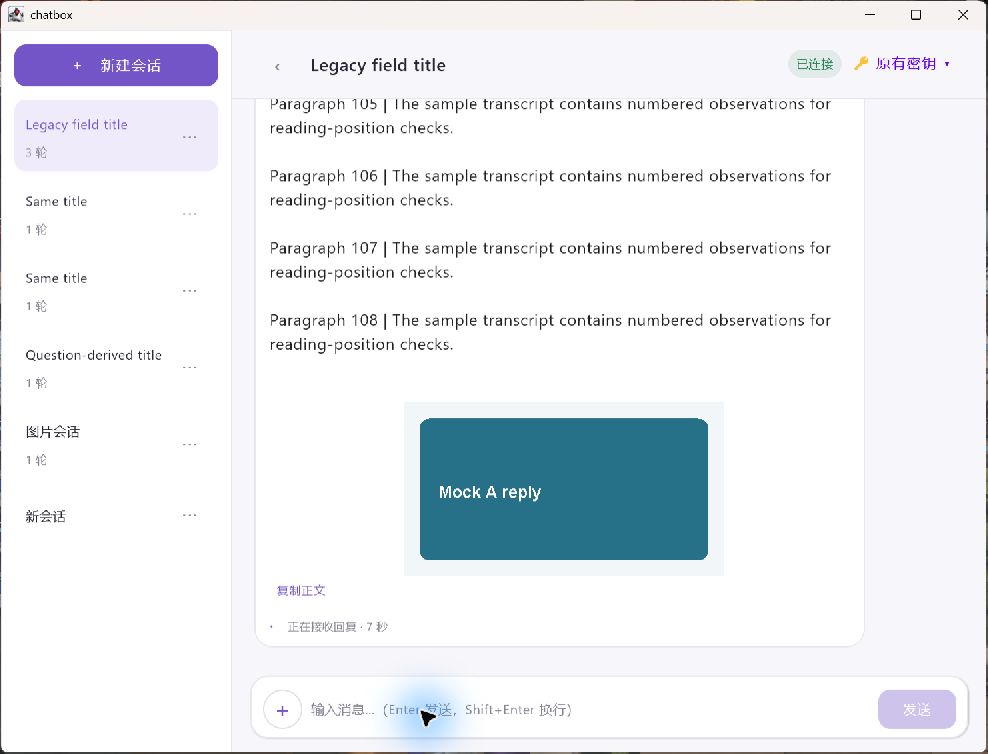 chatbox
+ 新建会话
Legacy field title
3 轮
Same title
1 轮
Same title
1 轮
Question-derived title
1 轮
图片会话
1 轮
新会话
Legacy field title
已连接
原有密钥
Paragraph 105 | The sample transcript contains numbered observations for
reading-position checks.
Paragraph 106 | The sample transcript contains numbered observations for
reading-position checks.
Paragraph 107 | The sample transcript contains numbered observations for
reading-position checks.
Paragraph 108 | The sample transcript contains numbered observations for
reading-position checks.
Mock A reply
复制正文
· 正在接收回复 · 7 秒
+ 输入消息... (Enter 发送, Shift+Enter 换行)
发送